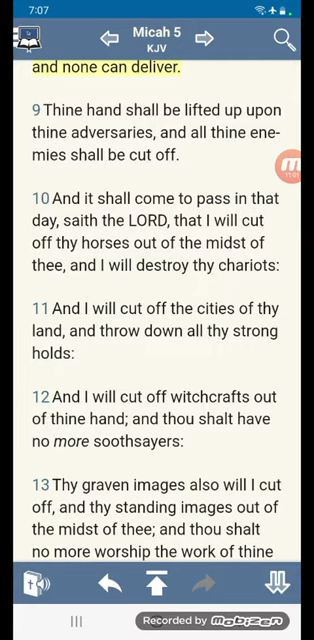 7:07
Micah 5
KJV
and none can deliver.
9 Thine hand shall be lifted up upon
thine adversaries, and all thine ene-
mies shall be cut off.
10 And it shall come to pass in that
day, saith the LORD, that I will cut
off thy horses out of the midst of
thee, and I will destroy thy chariots:
11 And I will cut off the cities of thy
land, and throw down all thy strong
holds:
12 And I will cut off witchcrafts out
of thine hand; and thou shalt have
no more soothsayers:
13 Thy graven images also will I cut
off, and thy standing images out of
the midst of thee; and thou shalt
no more worship the work of thine
Recorded by mobizen